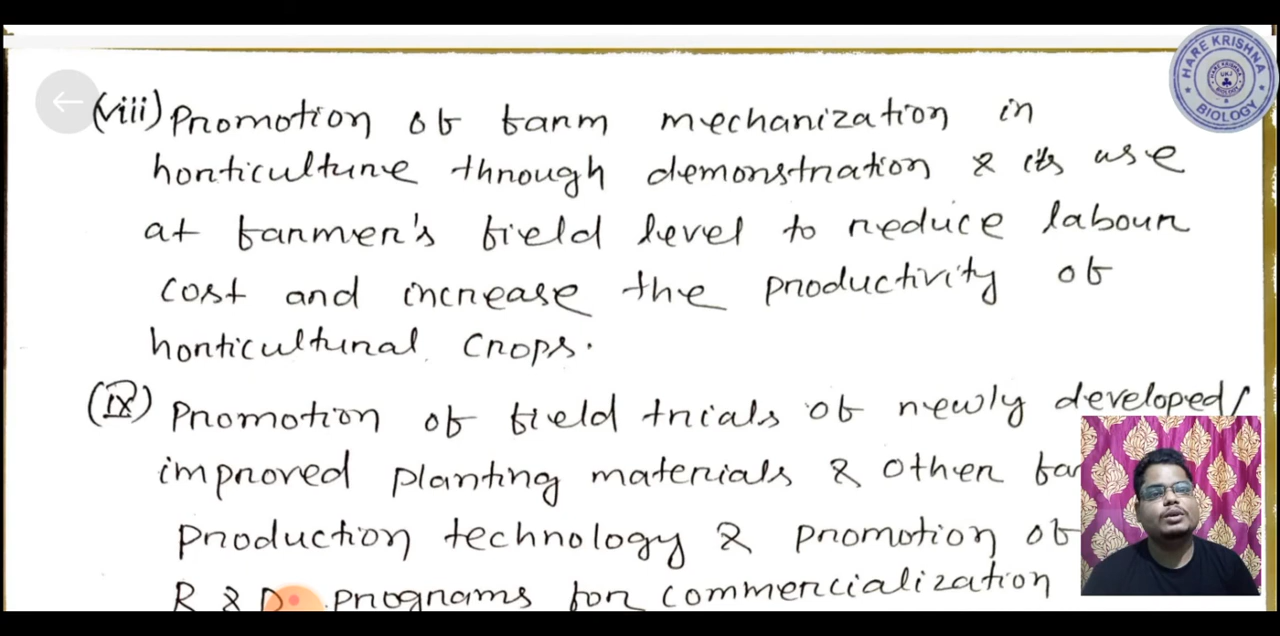 HARE KRISHNA
UKJ
BIOLOGY
(viii) Promotion of farm mechanization in
horticulture through demonstration & its use
at farmer's field level to reduce labour
cost and increase the productivity of
horticultural crops.
(ix) Promotion of field trials of newly developed/
improved planting materials & other
production technology & promotion of
R & D. programs for commercialization